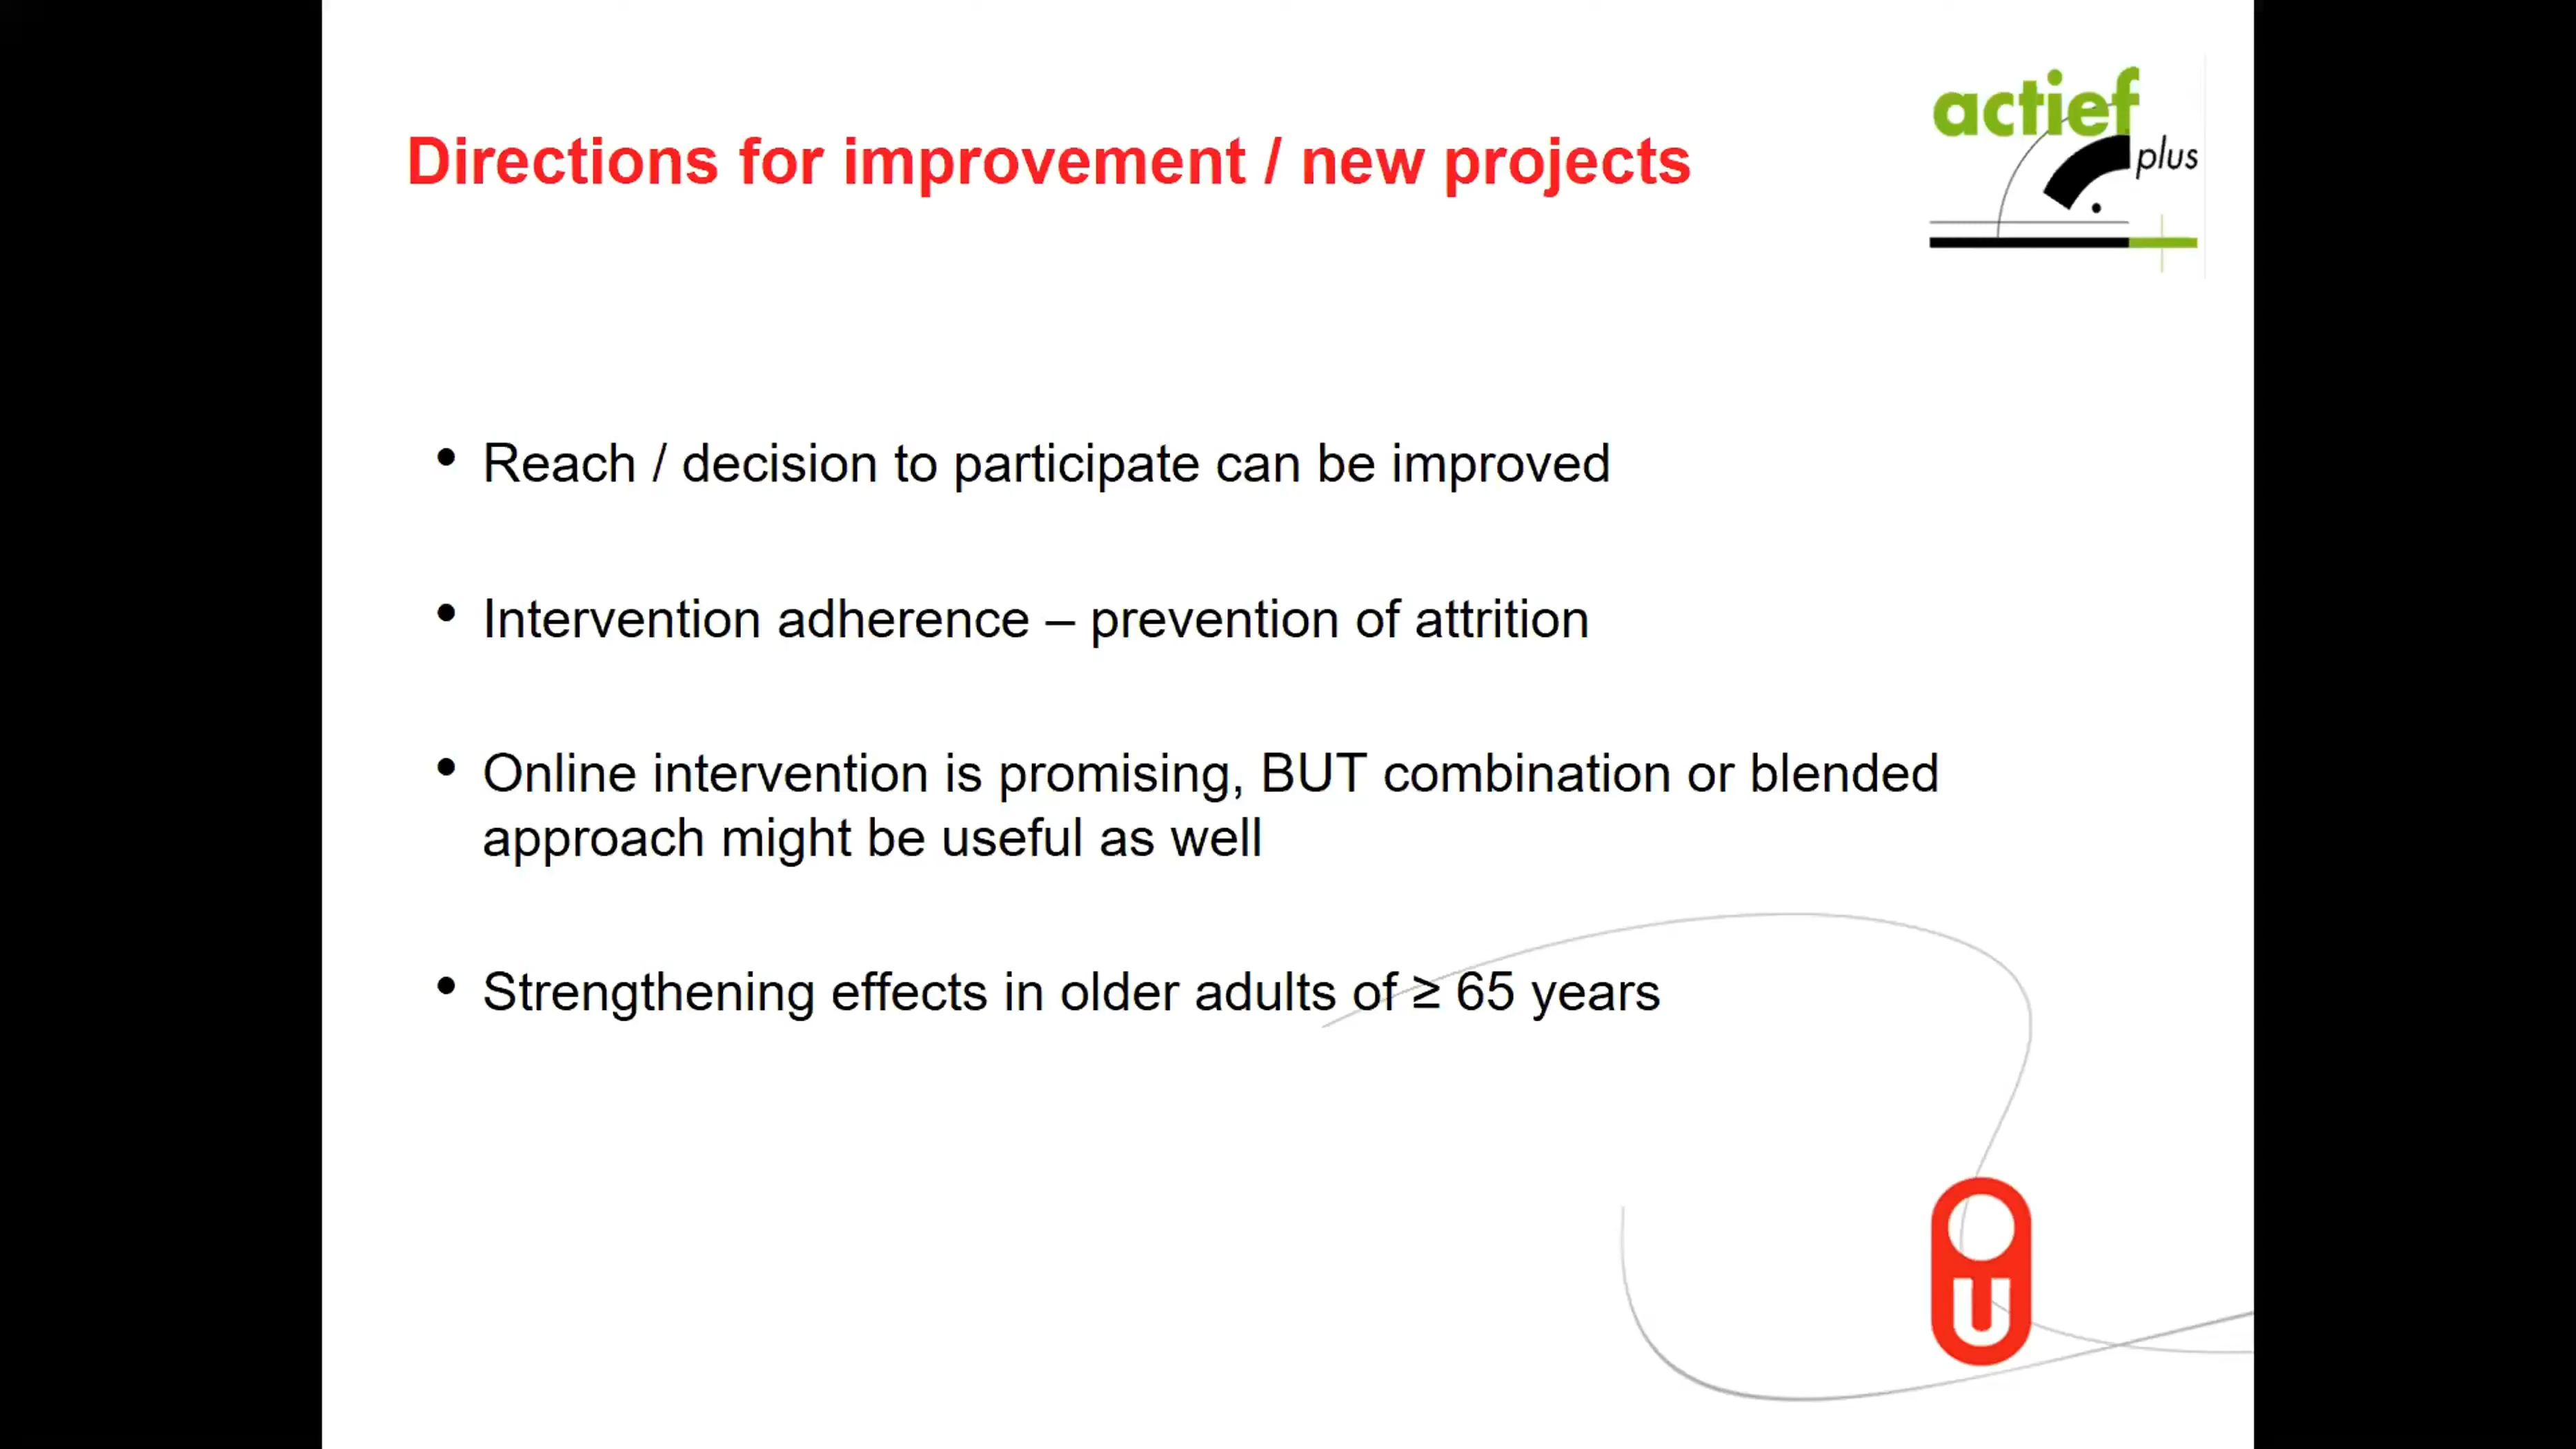 actief
plus
Directions for improvement / new projects
• Reach / decision to participate can be improved
• Intervention adherence – prevention of attrition
• Online intervention is promising, BUT combination or blended
approach might be useful as well
• Strengthening effects in older adults of ≥ 65 years
OU